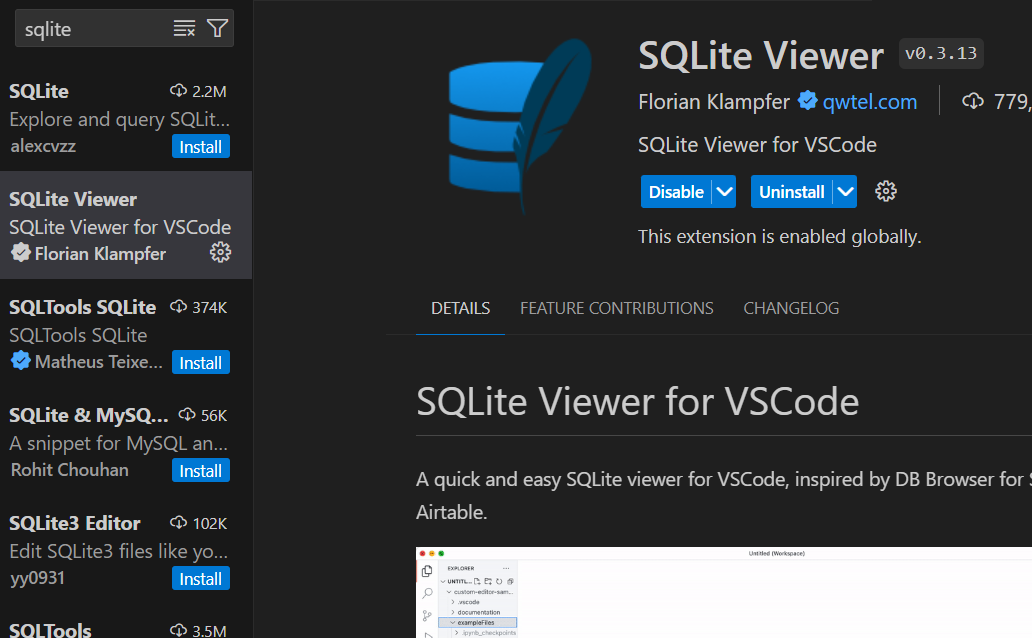 sqlite
SQLite 2.2M
Explore and query SQLit...
alexcvzz Install
SQLite Viewer
SQLite Viewer for VSCode
Florian Klampfer
SQLTools SQLite 374K
SQLTools SQLite
Matheus Teixe... Install
SQLite & MySQ... 56K
A snippet for MySQL an...
Rohit Chouhan Install
SQLite3 Editor 102K
Edit SQLite3 files like yo...
yy0931 Install
SQLTools 3.5M
SQLite Viewer v0.3.13
Florian Klampfer qwtel.com 779,
SQLite Viewer for VSCode
Disable Uninstall
This extension is enabled globally.
DETAILS FEATURE CONTRIBUTIONS CHANGELOG
SQLite Viewer for VSCode
A quick and easy SQLite viewer for VSCode, inspired by DB Browser for
Airtable.
Untitled (Workspace)
EXPLORER ...
UNTITL...
custom-editor-sam...
.vscode
documentation
exampleFiles
.ipynb_checkpoints